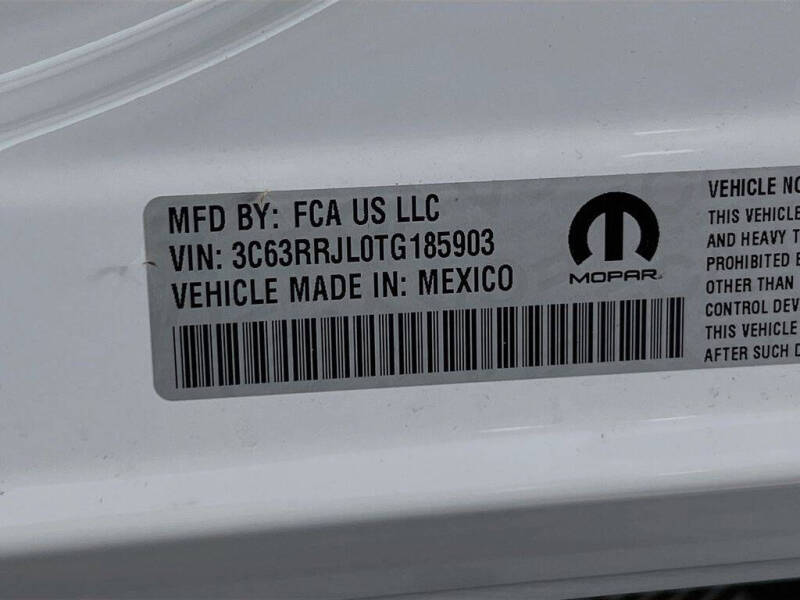 MFD BY: FCA US LLC
VIN: 3C63RRJL0TG185903
VEHICLE MADE IN: MEXICO
MOPAR
VEHICLE NO
THIS VEHICLE
AND HEAVY T
PROHIBITED B
OTHER THAN
CONTROL DEV
THIS VEHICLE
AFTER SUCH D